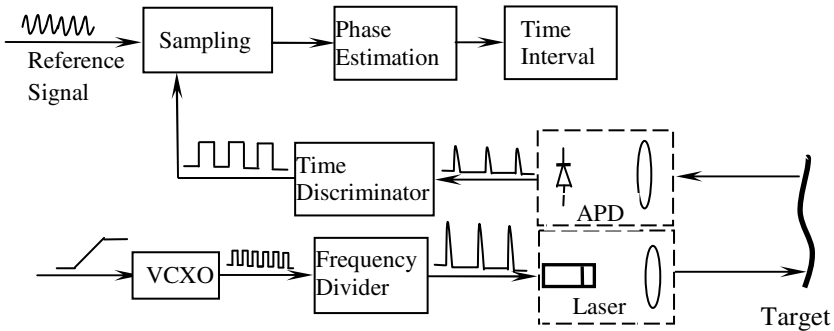 Sampling
Phase
Estimation
Time
Interval
Reference
Signal
Time
Discriminator
APD
VCXO
Frequency
Divider
Laser
Target